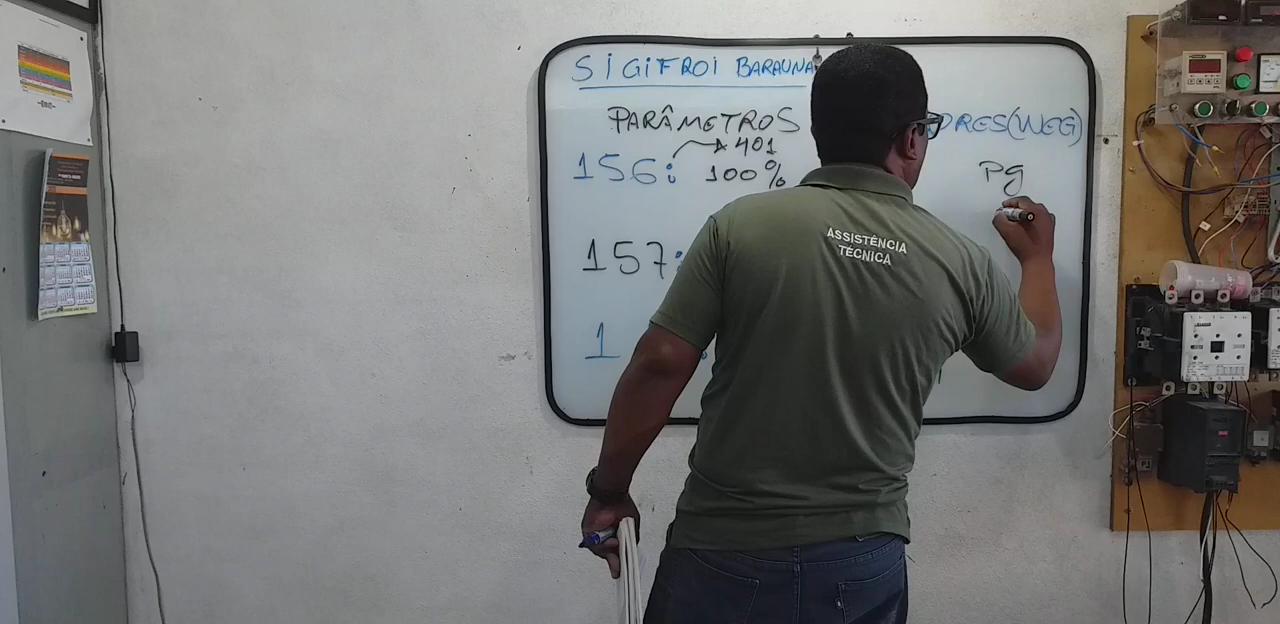 SIGIFROI BARAUNA
PARÂMETROS DRES(WEG)
401
156: 100% Pg
157:
1
ASSISTÊNCIA
TÉCNICA